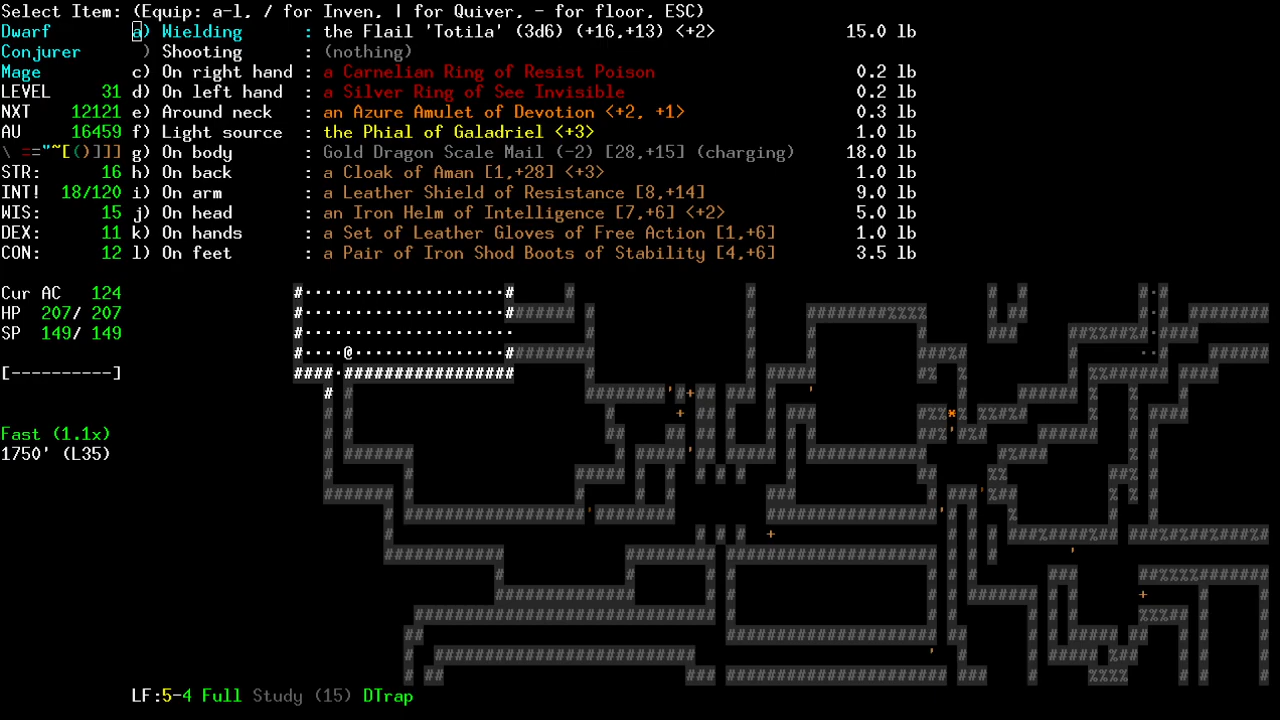 Select Item: (Equip: a-l, / for Inven, | for Quiver, - for floor, ESC)
Dwarf a) Wielding : the Flail 'Totila' (3d6) (+16,+13) <+2> 15.0 lb
Conjurer ) Shooting : (nothing)
Mage c) On right hand : a Carnelian Ring of Resist Poison 0.2 lb
LEVEL 31 d) On left hand : a Silver Ring of See Invisible 0.2 lb
NXT 12121 e) Around neck : an Azure Amulet of Devotion <+2, +1> 0.3 lb
AU 16459 f) Light source : the Phial of Galadriel <+3> 1.0 lb
\ =="~[()]]] g) On body : Gold Dragon Scale Mail (-2) [28,+15] (charging) 18.0 lb
STR: 16 h) On back : a Cloak of Aman [1,+28] <+3> 1.0 lb
INT! 18/120 i) On arm : a Leather Shield of Resistance [8,+14] 9.0 lb
WIS: 15 j) On head : an Iron Helm of Intelligence [7,+6] <+2> 5.0 lb
DEX: 11 k) On hands : a Set of Leather Gloves of Free Action [1,+6] 1.0 lb
CON: 12 l) On feet : a Pair of Iron Shod Boots of Stability [4,+6] 3.5 lb
Cur AC 124
HP 207/ 207
SP 149/ 149
[----------]
Fast (1.1x)
1750' (L35)
LF:5-4 Full Study (15) DTrap